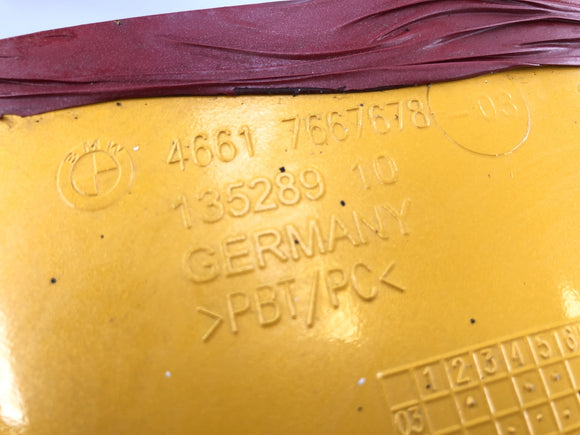 BMW 4661 7667678 - 03
135289 10
GERMANY
>PBT/PC<
1 2 3 4 5 6
03